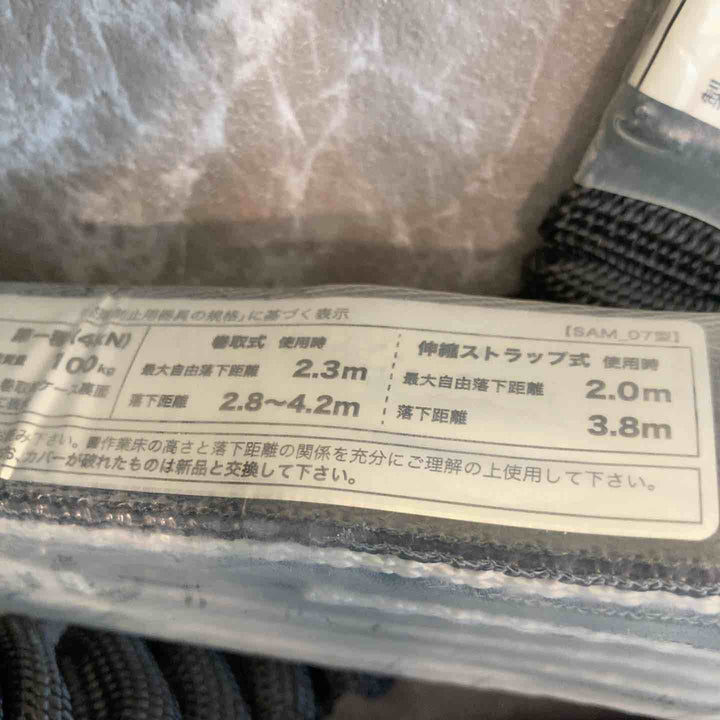 止用器具の規格」に基づく表示
【SAM_07型】
第一種(4kN)
100kg
巻取式 使用時
最大自由落下距離 2.3m
落下距離 2.8～4.2m
伸縮ストラップ式 使用時
最大自由落下距離 2.0m
落下距離 3.8m
下さい。■作業床の高さと落下距離の関係を充分にご理解の上使用して下さい。
カバーが破れたものは新品と交換して下さい。